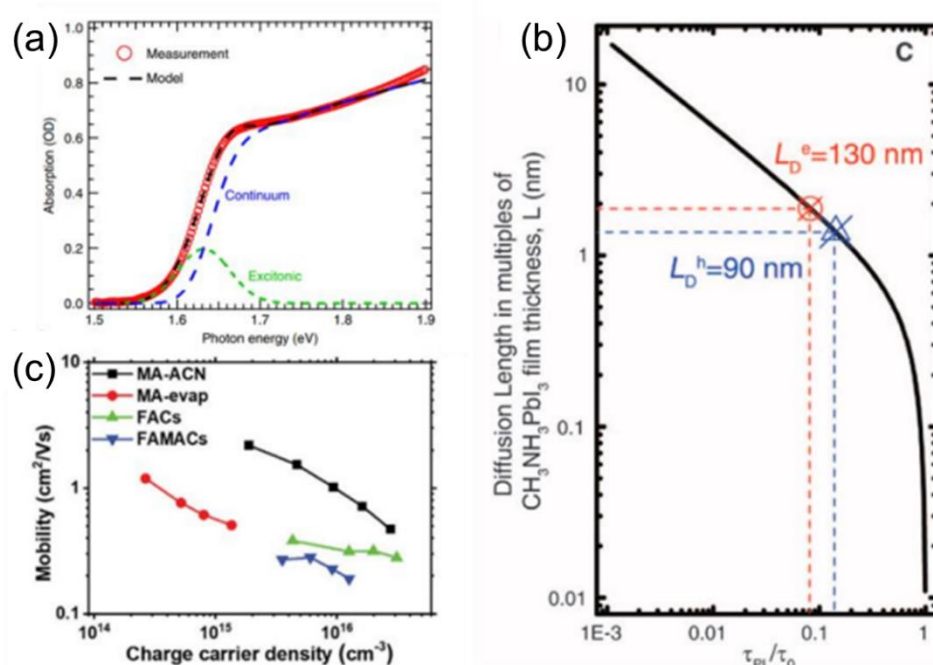 (a)
Measurement
Model
Continuum
Excitonic
Absorption (OD)
1.0
0.8
0.6
0.4
0.2
0.0
1.5
1.6
1.7
1.8
1.9
Photon energy (eV)
(b)
C
L_D^e=130 nm
L_D^h=90 nm
Diffusion Length in multiples of
CH₃NH₃PbI₃ film thickness, L (nm)
10
1
0.1
0.01
1E-3
0.01
0.1
1
τ_PL/τ₀
(c)
MA-ACN
MA-evap
FACs
FAMACs
Mobility (cm²/Vs)
10
1
0.1
10¹⁴
10¹⁵
10¹⁶
Charge carrier density (cm⁻³)